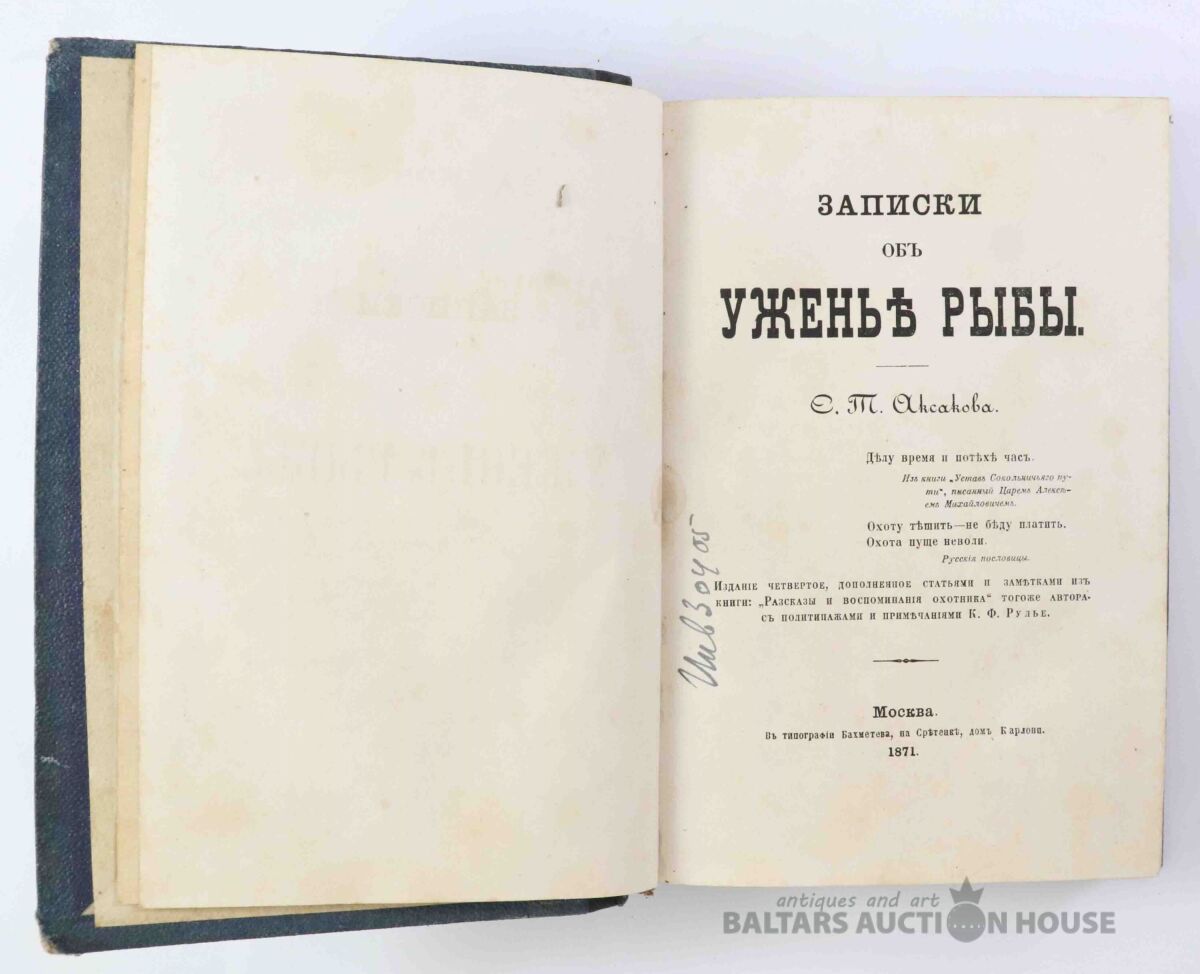 ЗАПИСКИ
ОБЪ
УЖЕНЬѢ РЫБЫ.
С. Т. Аксакова.
Дѣлу время и потѣхѣ часъ.
Изъ книги „Уставъ Сокольничьяго пу-
ти“, писанный Царемъ Алексѣ-
емъ Михайловичемъ.
Охоту тѣшить—не бѣду платить.
Охота пуще неволи.
Русскія пословицы.
Изданіе четвертое, дополненное статьями и замѣтками изъ
книги: „Разсказы и воспоминанія охотника“ тогоже автора-
съ политипажами и примѣчаніями К. Ф. Рулье.
Москва.
Въ типографіи Бахметева, на Срѣтенкѣ, домъ Карлони.
1871.
Инв 30405
antiques and art
BALTARS AUCTION HOUSE